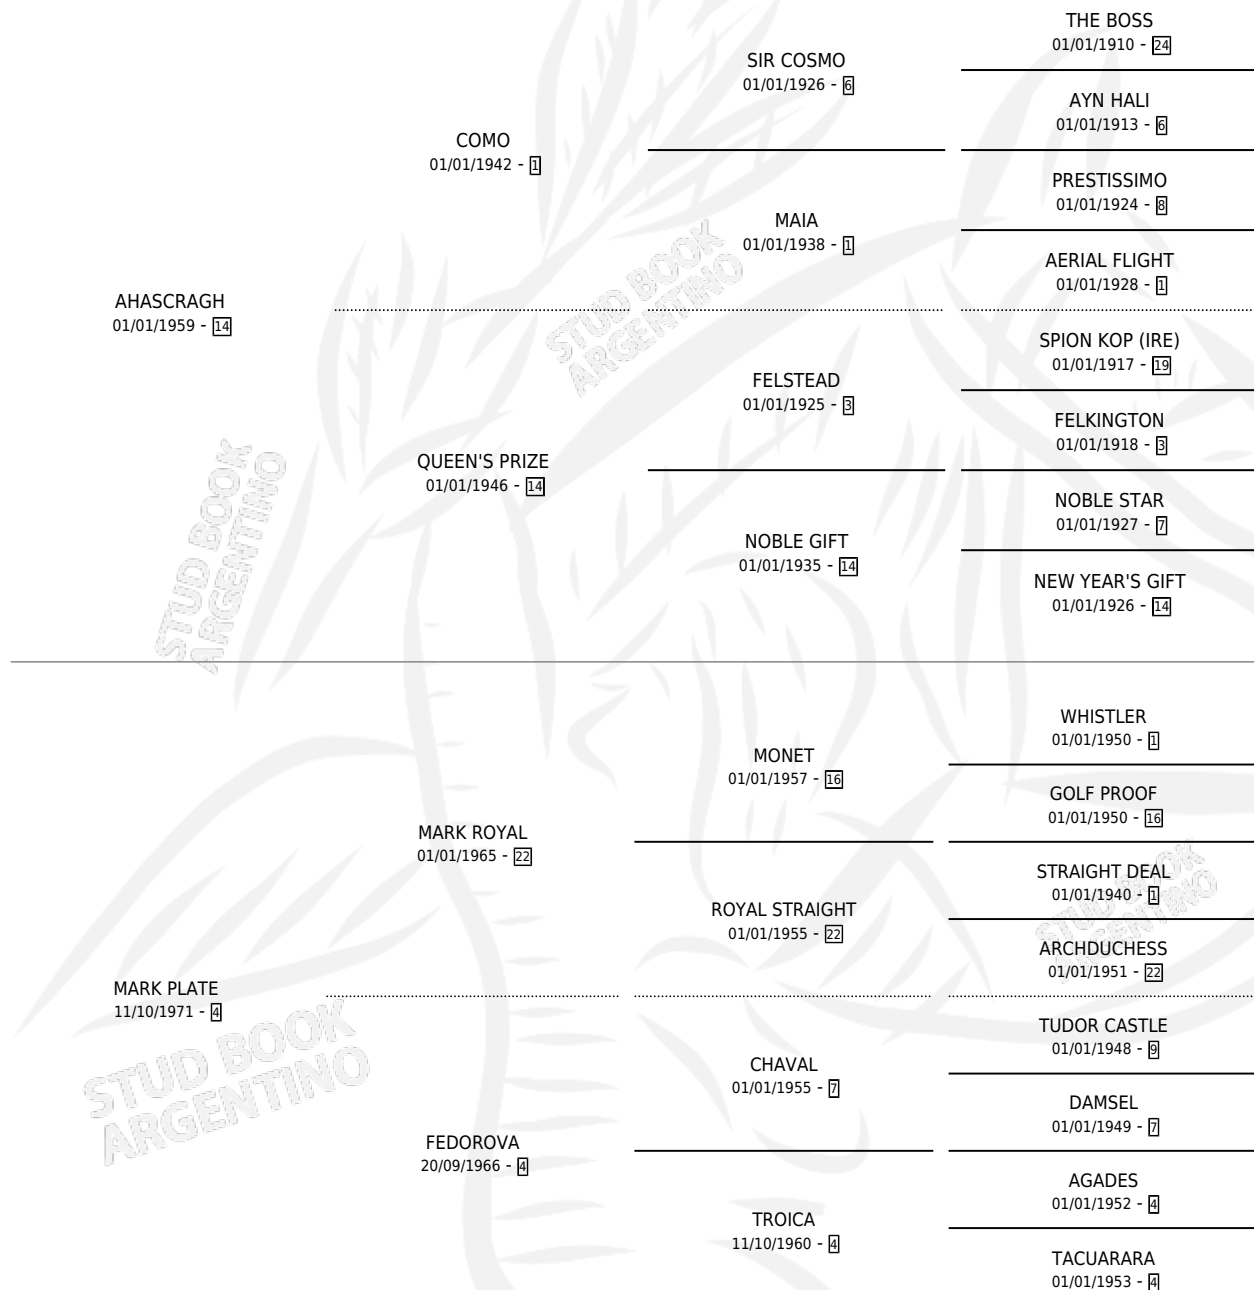 THE BOSS
01/01/1910 - 24
SIR COSMO
01/01/1926 - 6
AYN HALI
01/01/1913 - 6
COMO
01/01/1942 - 1
PRESTISSIMO
01/01/1924 - 8
MAIA
01/01/1938 - 1
AERIAL FLIGHT
01/01/1928 - 1
AHASCRAGH
01/01/1959 - 14
SPION KOP (IRE)
01/01/1917 - 19
FELSTEAD
01/01/1925 - 3
FELKINGTON
01/01/1918 - 3
QUEEN'S PRIZE
01/01/1946 - 14
NOBLE STAR
01/01/1927 - 7
NOBLE GIFT
01/01/1935 - 14
NEW YEAR'S GIFT
01/01/1926 - 14
WHISTLER
01/01/1950 - 1
MONET
01/01/1957 - 16
GOLF PROOF
01/01/1950 - 16
MARK ROYAL
01/01/1965 - 22
STRAIGHT DEAL
01/01/1940 - 1
ROYAL STRAIGHT
01/01/1955 - 22
ARCHDUCHESS
01/01/1951 - 22
MARK PLATE
11/10/1971 - 4
TUDOR CASTLE
01/01/1948 - 9
CHAVAL
01/01/1955 - 7
DAMSEL
01/01/1949 - 7
FEDOROVA
20/09/1966 - 4
AGADES
01/01/1952 - 4
TROICA
11/10/1960 - 4
TACUARARA
01/01/1953 - 4
STUD BOOK
ARGENTINO
STUD BOOK
ARGENTINO
STUD BOOK
ARGENTINO
STUD BOOK
ARGENTINO